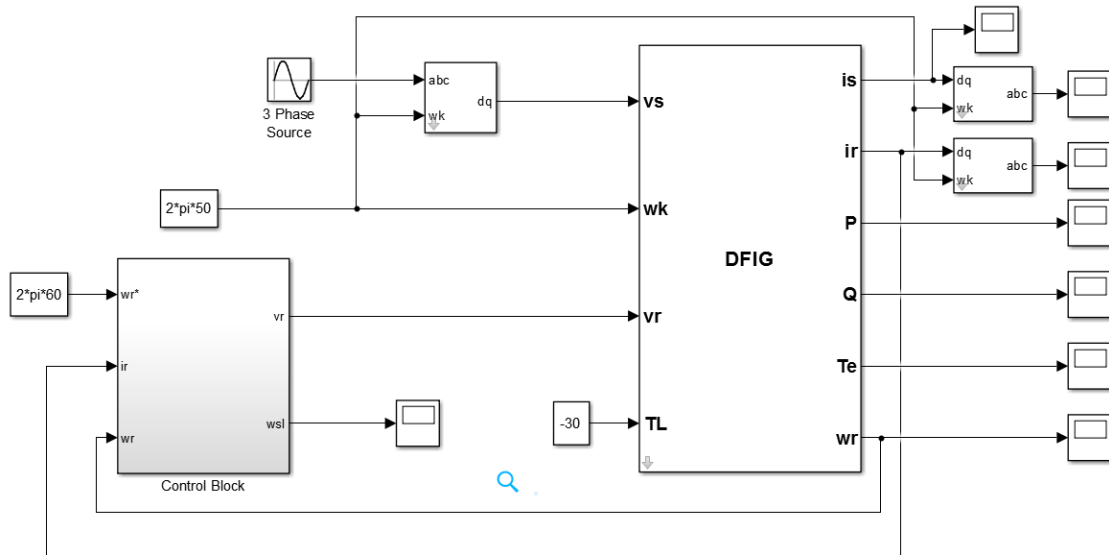 3 Phase
Source
abc
wk
dq
2*pi*50
2*pi*60
wr*
ir
wr
vr
wsl
Control Block
-30
vs
wk
vr
TL
DFIG
is
ir
P
Q
Te
wr
dq
wk
abc
dq
wk
abc